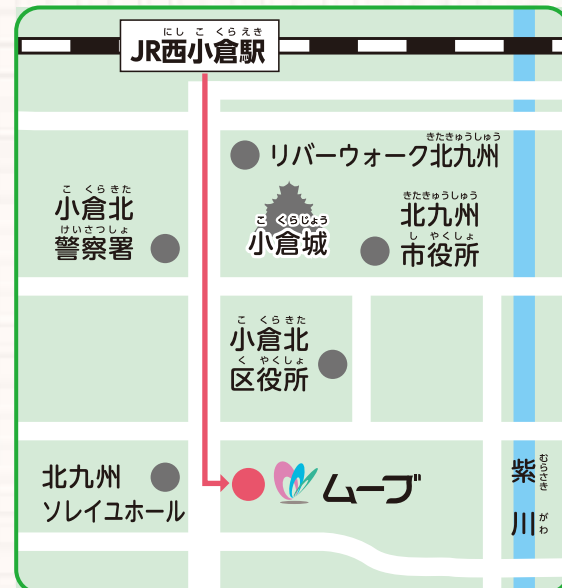 にしこくらえき
JR西小倉駅
きたきゅうしゅう
リバーウォーク北九州
こくらきた
小倉北
けいさつしょ
警察署
こくらじょう
小倉城
きたきゅうしゅう
北九州
しやくしょ
市役所
こくらきた
小倉北
くやくしょ
区役所
北九州
ソレイユホール
ムーブ
むらさき
紫
がわ
川